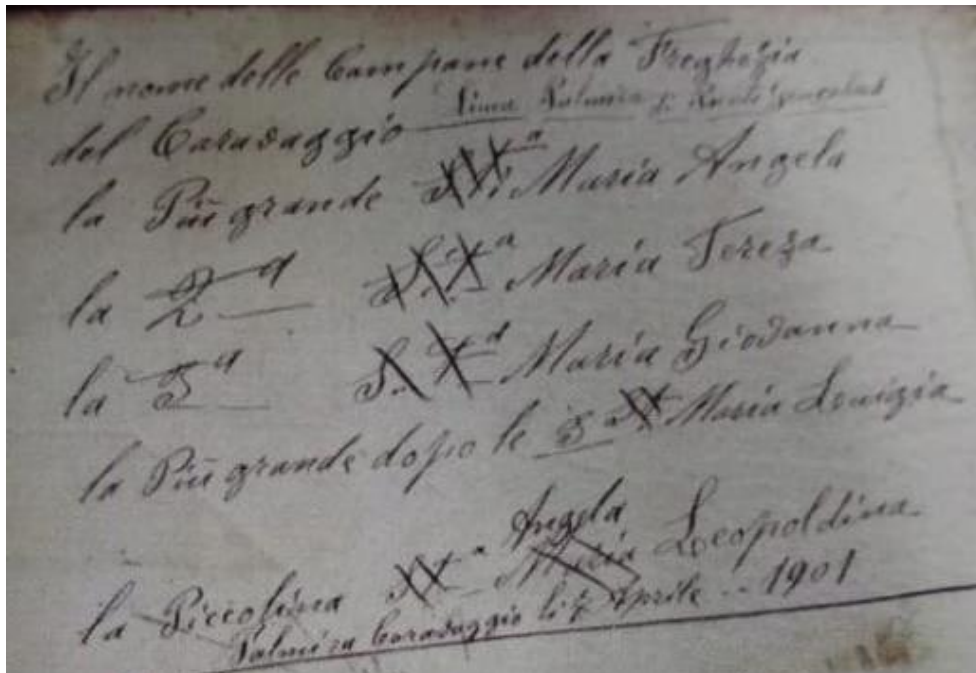 Il nome delle Campane della Freghezia
del Caravaggio Linea Palmira
la Più grande Maria Angela
la 2ª Maria Tereza
la 3ª S. Maria Giovanna
la Più grande dopo le 3ª Maria Louigia
Angela
la Piccolina Maria Leopoldina
Palmira Caravaggio li Aprile 1901